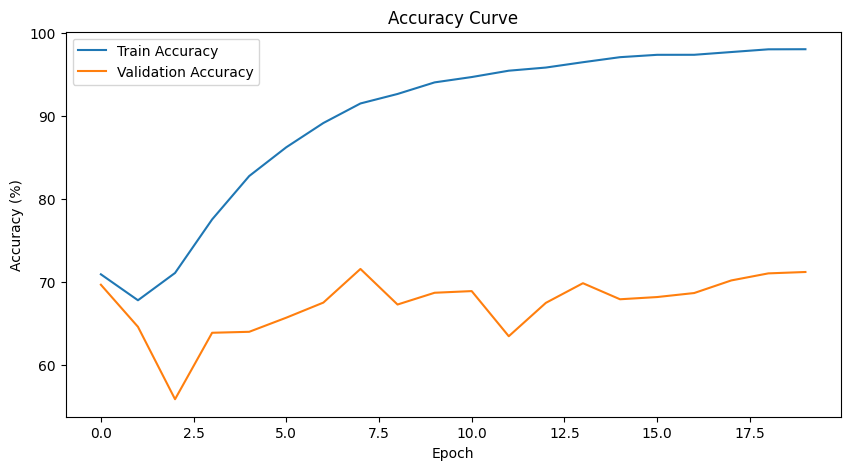 Accuracy Curve
Train Accuracy
Validation Accuracy
Accuracy (%)
100
90
80
70
60
0.0 2.5 5.0 7.5 10.0 12.5 15.0 17.5
Epoch